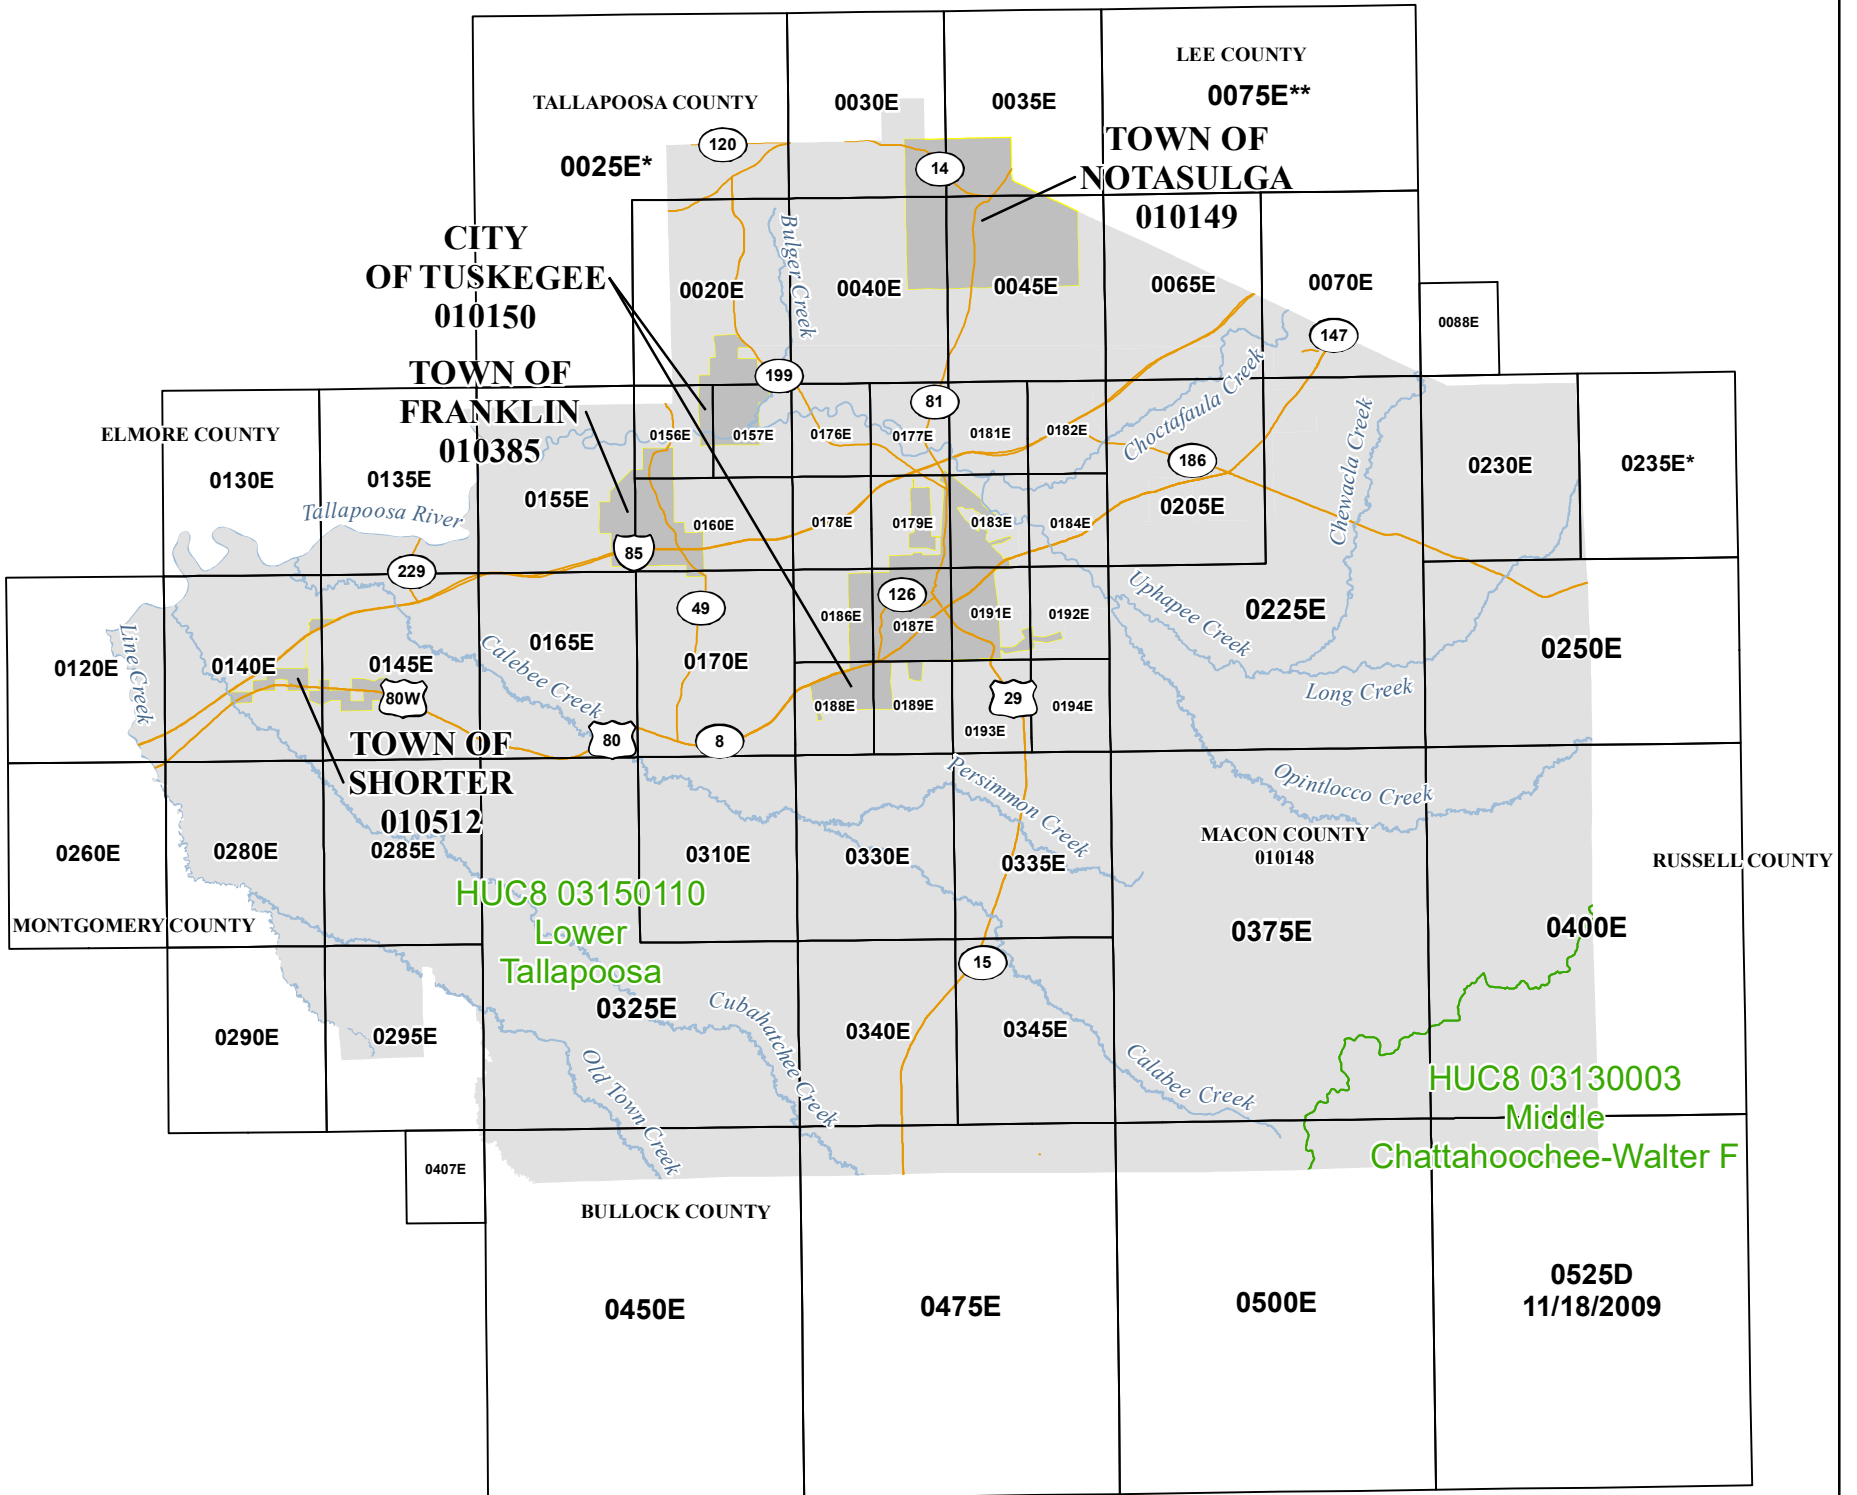 LEE COUNTY
0075E**
TALLAPOOSA COUNTY
0030E
0035E
0025E*
120
14
TOWN OF
NOTASULGA
010149
CITY
OF TUSKEGEE
010150
Bulger Creek
0020E
0040E
0045E
0065E
0070E
0088E
147
199
81
TOWN OF
FRANKLIN
010385
ELMORE COUNTY
0130E
0135E
Tallapoosa River
0155E
0156E
0157E
0176E
0177E
0181E
0182E
Choctafaula Creek
Chewacla Creek
186
0205E
0230E
0235E*
0160E
0178E
0179E
0183E
0184E
85
229
49
126
0120E
Line Creek
0140E
0145E
80W
0165E
Calebee Creek
0170E
0186E
0187E
0191E
0192E
Uphapee Creek
0225E
0250E
Long Creek
0188E
0189E
29
0193E
0194E
80
8
TOWN OF
SHORTER
010512
Persimmon Creek
Opintlocco Creek
0260E
0280E
0285E
0310E
0330E
0335E
MACON COUNTY
010148
RUSSELL COUNTY
MONTGOMERY COUNTY
HUC8 03150110
Lower
Tallapoosa
0375E
0400E
0290E
0295E
0325E
15
0340E
0345E
Cubahatchee Creek
Old Town Creek
Calabee Creek
HUC8 03130003
Middle
Chattahoochee-Walter F
0407E
BULLOCK COUNTY
0450E
0475E
0500E
0525D
11/18/2009